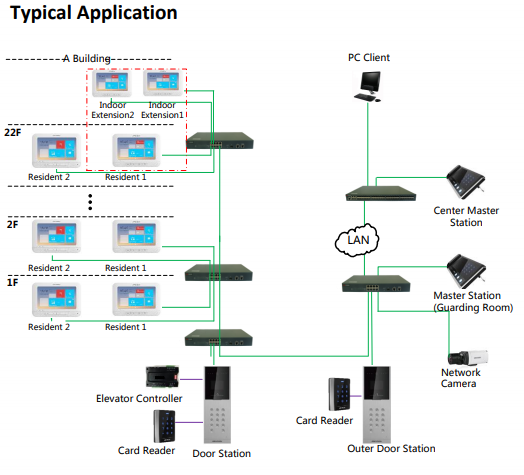 Typical Application
A Building
PC Client
Indoor
Extension2
Indoor
Extension1
22F
Resident 2
Resident 1
Center Master
Station
LAN
2F
Resident 2
Resident 1
1F
Master Station
(Guarding Room)
Resident 2
Resident 1
Network
Camera
Elevator Controller
Card Reader
Card Reader
Door Station
Outer Door Station